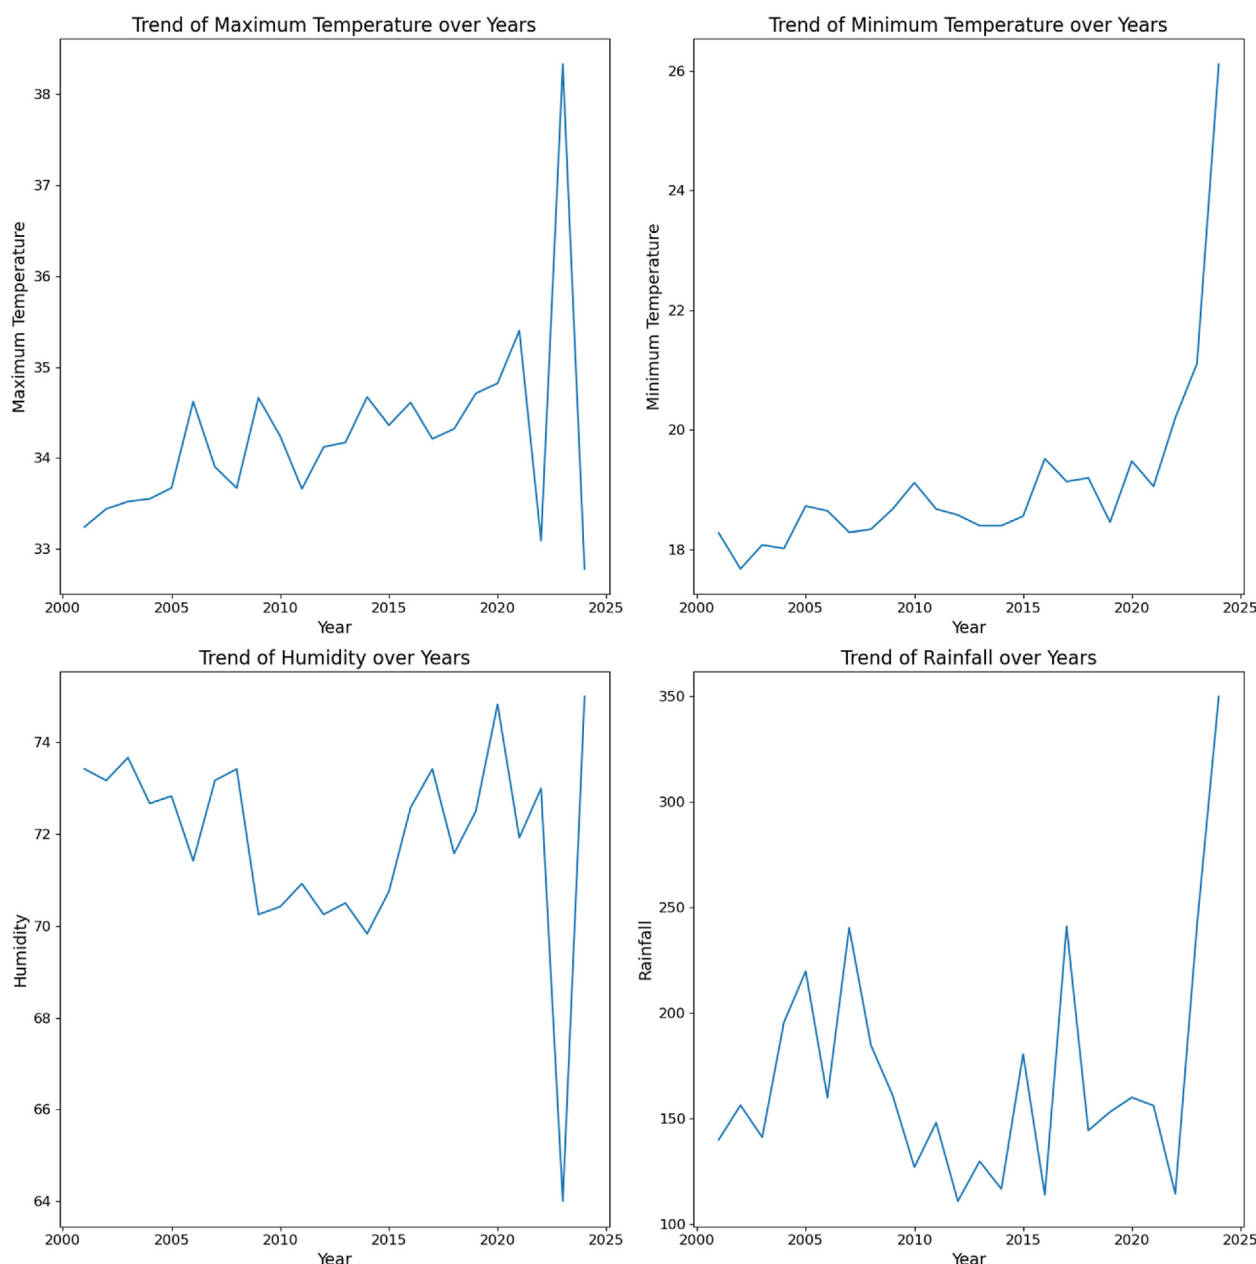 Trend of Maximum Temperature over Years
Maximum Temperature
38
37
36
35
34
33
2000 2005 2010 2015 2020 2025
Year
Trend of Minimum Temperature over Years
Minimum Temperature
26
24
22
20
18
2000 2005 2010 2015 2020 2025
Year
Trend of Humidity over Years
Humidity
74
72
70
68
66
64
2000 2005 2010 2015 2020 2025
Year
Trend of Rainfall over Years
Rainfall
350
300
250
200
150
100
2000 2005 2010 2015 2020 2025
Year